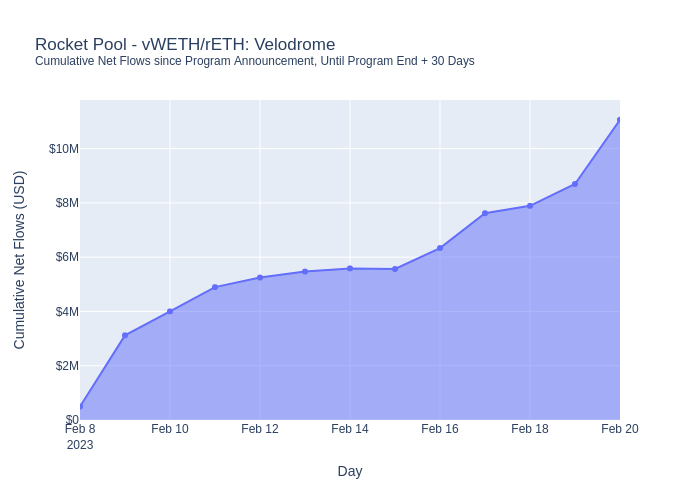 Rocket Pool - vWETH/rETH: Velodrome
Cumulative Net Flows since Program Announcement, Until Program End + 30 Days
Cumulative Net Flows (USD)
$10M
$8M
$6M
$4M
$2M
$0
Feb 8
2023
Feb 10
Feb 12
Feb 14
Feb 16
Feb 18
Feb 20
Day